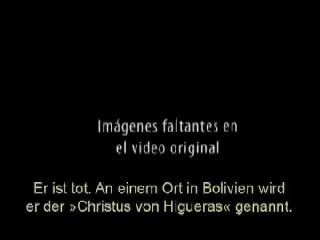 Imágenes faltantes en
el video original
Er ist tot. An einem Ort in Bolivien wird
er der »Christus von Higueras« genannt.